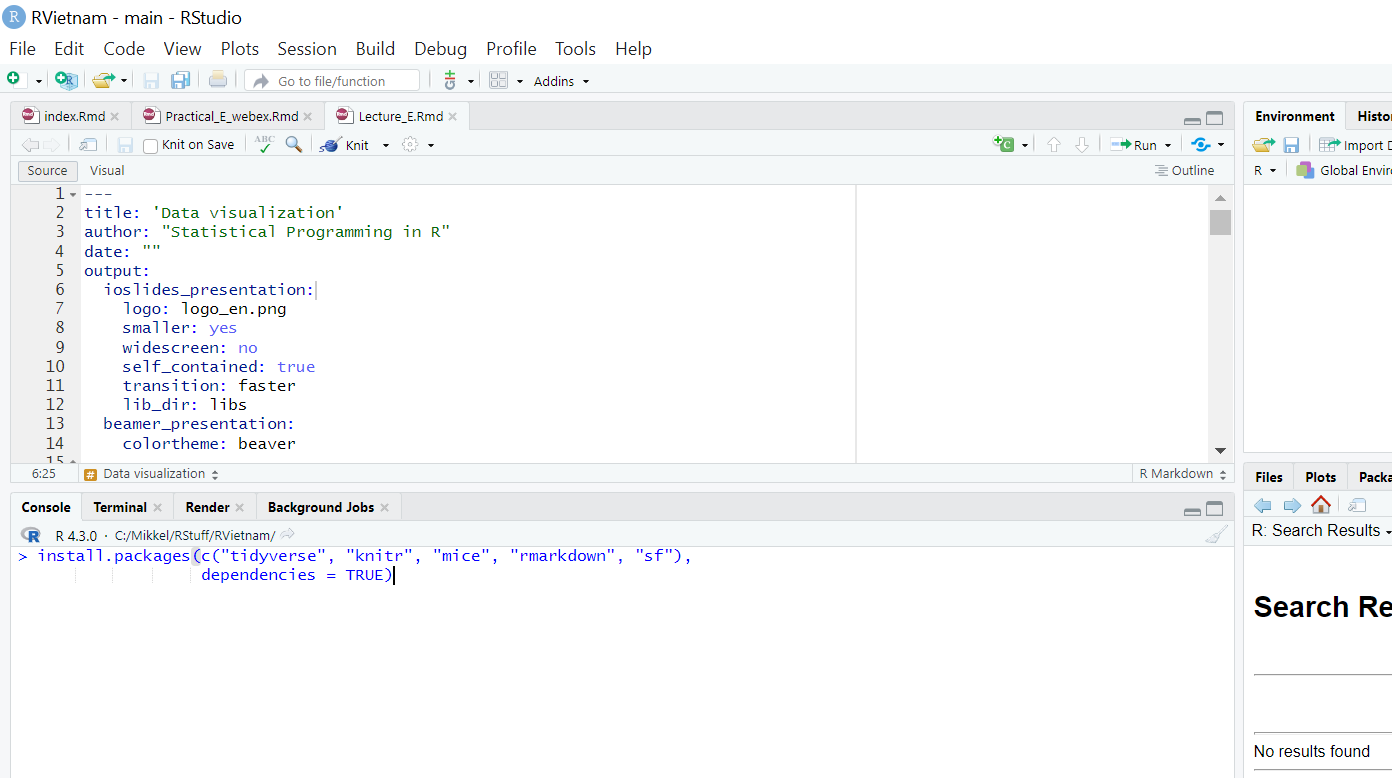 R RVietnam - main - RStudio
File Edit Code View Plots Session Build Debug Profile Tools Help
Go to file/function Addins
index.Rmd Practical_E_webex.Rmd Lecture_E.Rmd
Knit on Save ABC Knit Run
Source Visual Outline
1 ---
2 title: 'Data visualization'
3 author: "Statistical Programming in R"
4 date: ""
5 output:
6 ioslides_presentation:
7 logo: logo_en.png
8 smaller: yes
9 widescreen: no
10 self_contained: true
11 transition: faster
12 lib_dir: libs
13 beamer_presentation:
14 colortheme: beaver
15
6:25 # Data visualization R Markdown
Console Terminal Render Background Jobs
R R 4.3.0 · C:/Mikkel/RStuff/RVietnam/
> install.packages(c("tidyverse", "knitr", "mice", "rmarkdown", "sf"),
dependencies = TRUE)
Environment Histo
Import D
R Global Enviro
Files Plots Packa
R: Search Results
Search Re
No results found